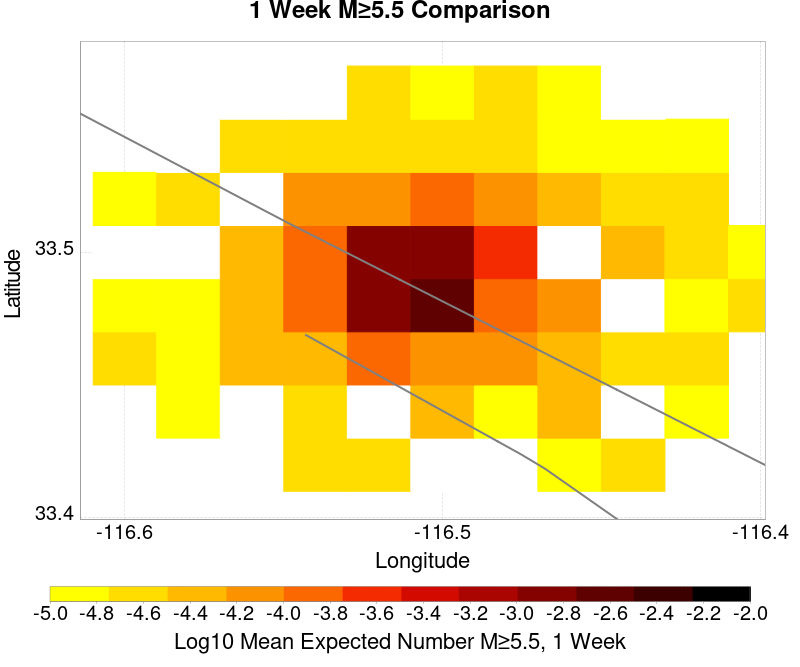 1 Week M≥5.5 Comparison
Latitude
33.5
33.4
-116.6 -116.5 -116.4
Longitude
-5.0 -4.8 -4.6 -4.4 -4.2 -4.0 -3.8 -3.6 -3.4 -3.2 -3.0 -2.8 -2.6 -2.4 -2.2 -2.0
Log10 Mean Expected Number M≥5.5, 1 Week